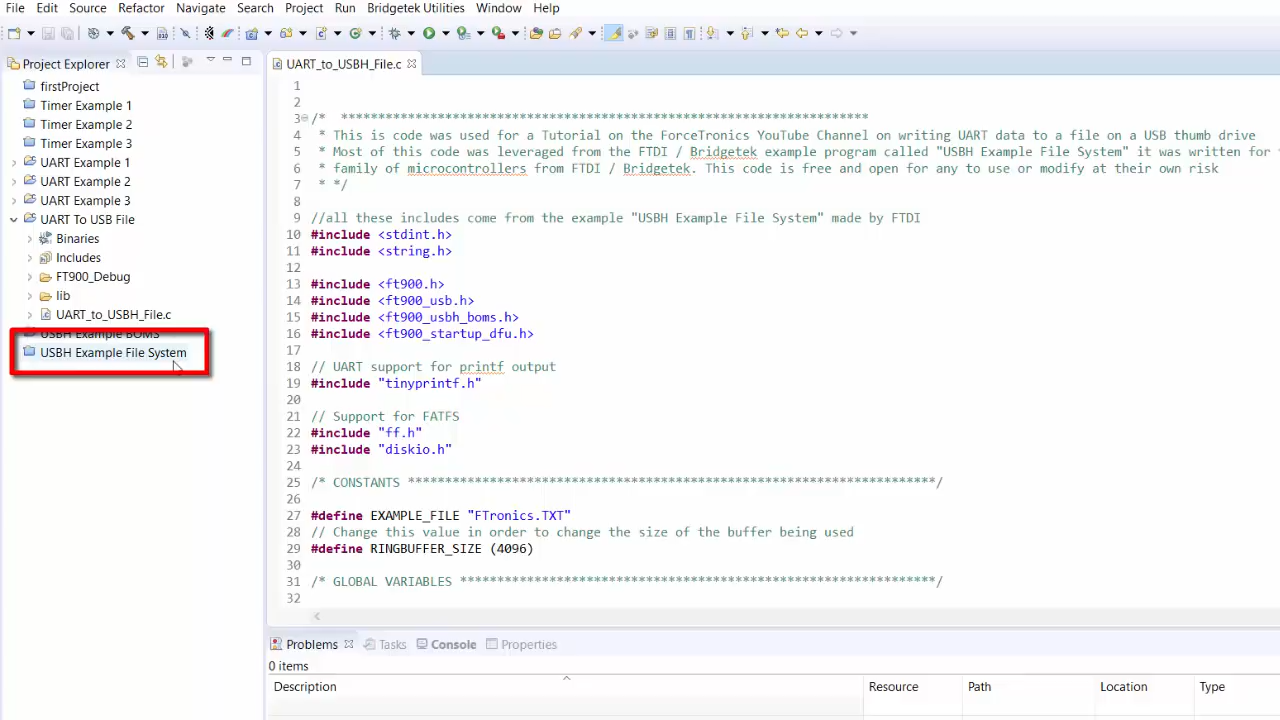 File Edit Source Refactor Navigate Search Project Run Bridgetek Utilities Window Help
Project Explorer
firstProject
Timer Example 1
Timer Example 2
Timer Example 3
UART Example 1
UART Example 2
UART Example 3
UART To USB File
Binaries
Includes
FT900_Debug
lib
UART_to_USBH_File.c
USBH Example BOMS
USBH Example File System
UART_to_USBH_File.c
1
2
3 /* ****************************************************************************
4 * This is code was used for a Tutorial on the ForceTronics YouTube Channel on writing UART data to a file on a USB thumb drive
5 * Most of this code was leveraged from the FTDI / Bridgetek example program called "USBH Example File System" it was written for
6 * family of microcontrollers from FTDI / Bridgetek. This code is free and open for any to use or modify at their own risk
7 * */
8
9 //all these includes come from the example "USBH Example File System" made by FTDI
10 #include <stdint.h>
11 #include <string.h>
12
13 #include <ft900.h>
14 #include <ft900_usb.h>
15 #include <ft900_usbh_boms.h>
16 #include <ft900_startup_dfu.h>
17
18 // UART support for printf output
19 #include "tinyprintf.h"
20
21 // Support for FATFS
22 #include "ff.h"
23 #include "diskio.h"
24
25 /* CONSTANTS ***********************************************************************/
26
27 #define EXAMPLE_FILE "FTronics.TXT"
28 // Change this value in order to change the size of the buffer being used
29 #define RINGBUFFER_SIZE (4096)
30
31 /* GLOBAL VARIABLES ****************************************************************/
32
Problems Tasks Console Properties
0 items
Description Resource Path Location Type